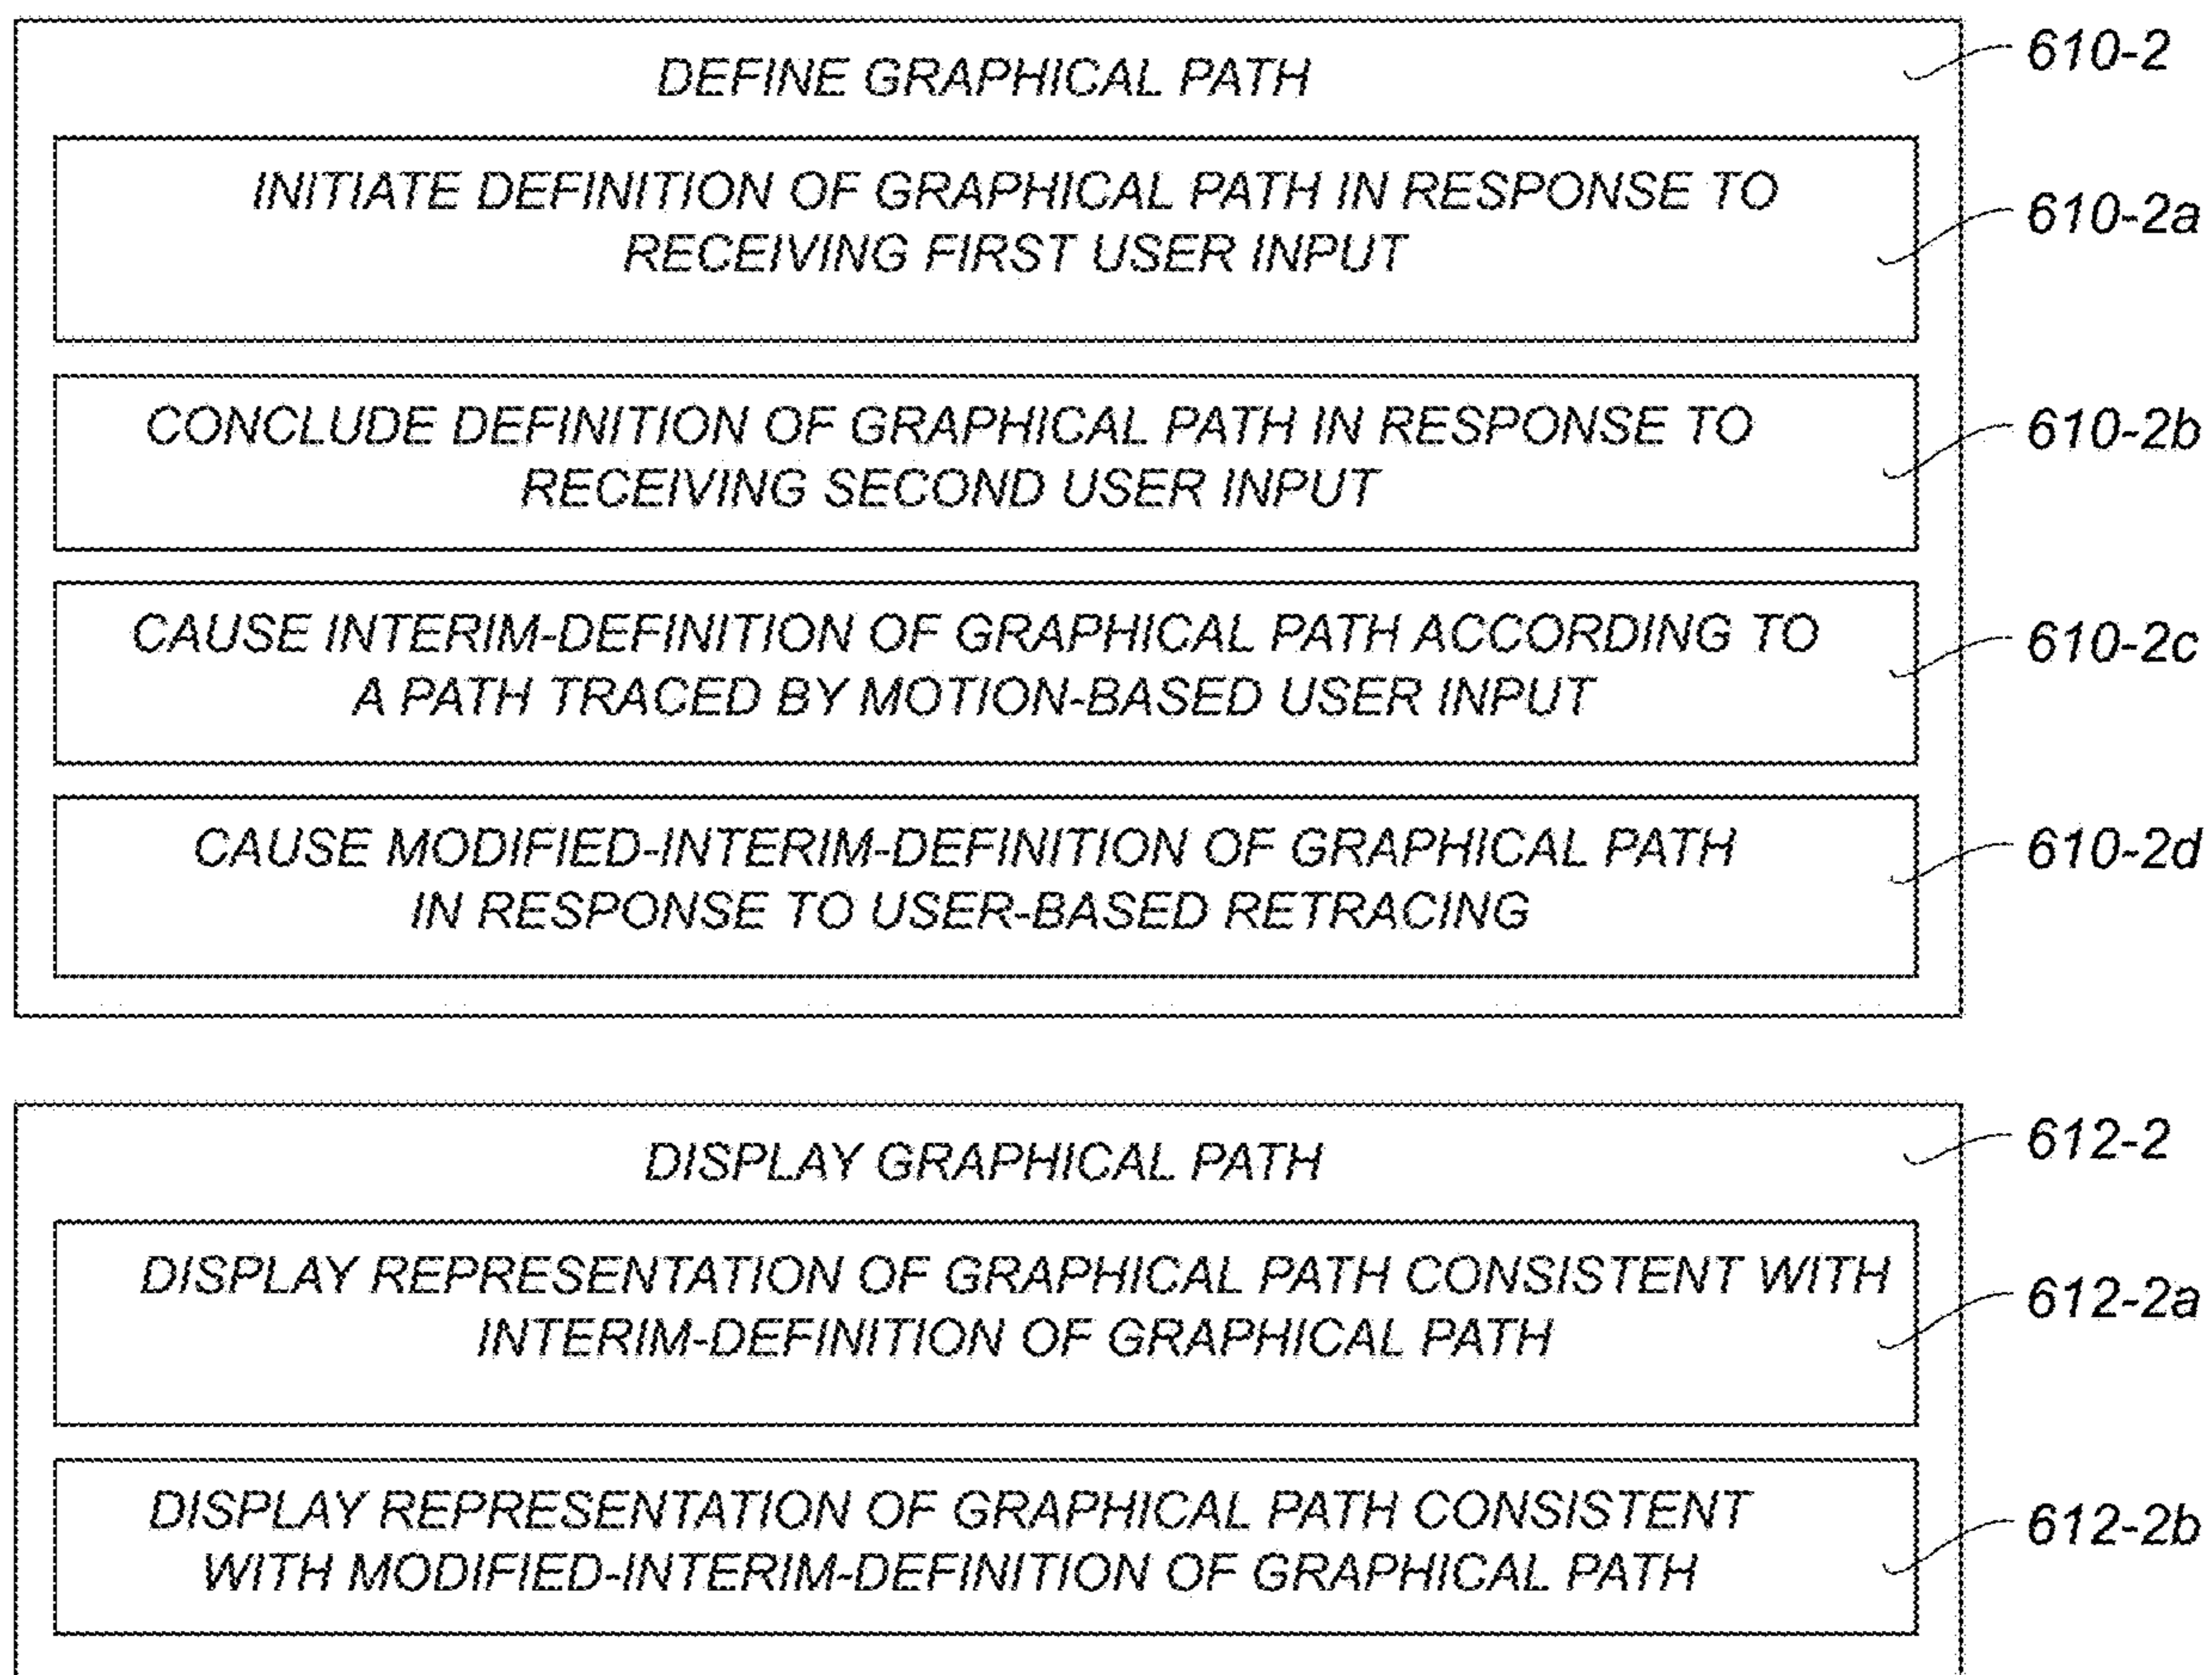 DEFINE GRAPHICAL PATH
610-2
INITIATE DEFINITION OF GRAPHICAL PATH IN RESPONSE TO
RECEIVING FIRST USER INPUT
610-2a
CONCLUDE DEFINITION OF GRAPHICAL PATH IN RESPONSE TO
RECEIVING SECOND USER INPUT
610-2b
CAUSE INTERIM-DEFINITION OF GRAPHICAL PATH ACCORDING TO
A PATH TRACED BY MOTION-BASED USER INPUT
610-2c
CAUSE MODIFIED-INTERIM-DEFINITION OF GRAPHICAL PATH
IN RESPONSE TO USER-BASED RETRACING
610-2d
DISPLAY GRAPHICAL PATH
612-2
DISPLAY REPRESENTATION OF GRAPHICAL PATH CONSISTENT WITH
INTERIM-DEFINITION OF GRAPHICAL PATH
612-2a
DISPLAY REPRESENTATION OF GRAPHICAL PATH CONSISTENT
WITH MODIFIED-INTERIM-DEFINITION OF GRAPHICAL PATH
612-2b